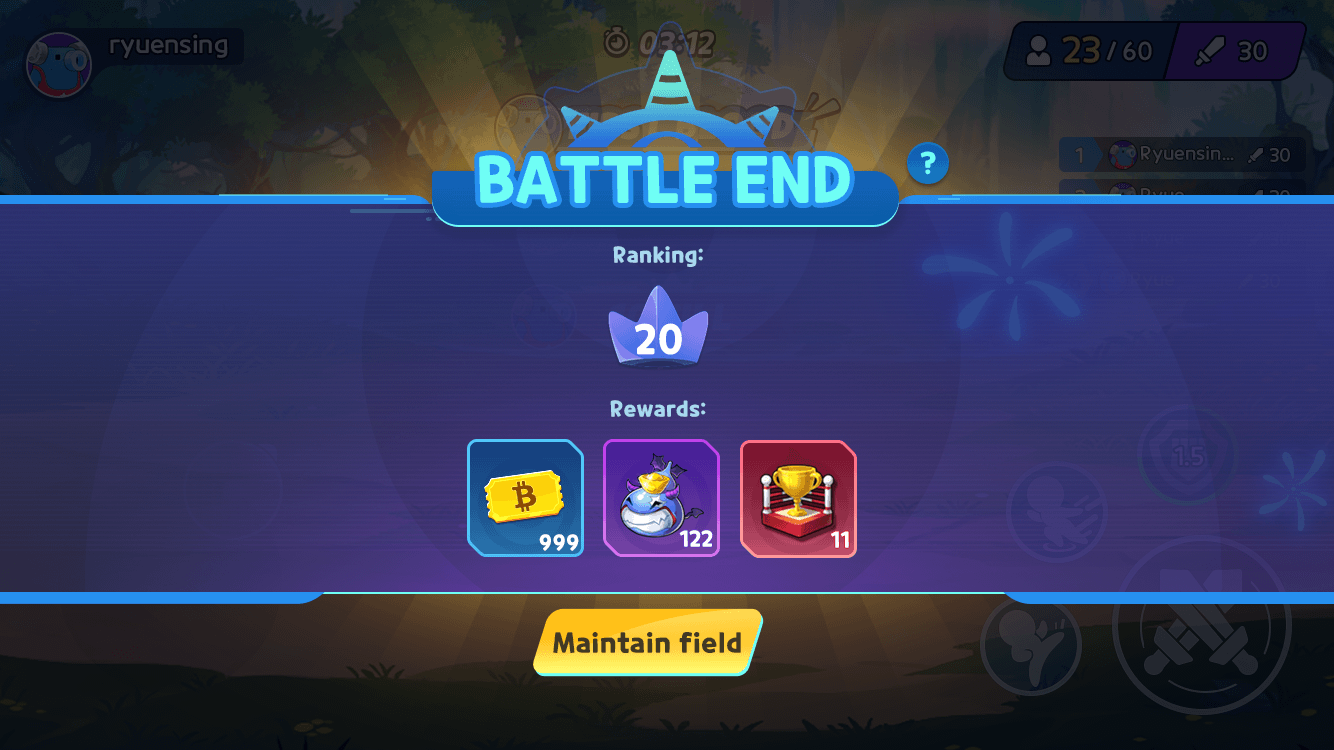 ryuensing
03:12
23/60
30
BATTLE END
?
1 Ryuensin... 30
Ranking:
20
Rewards:
B
999
122
11
1.5
Maintain field